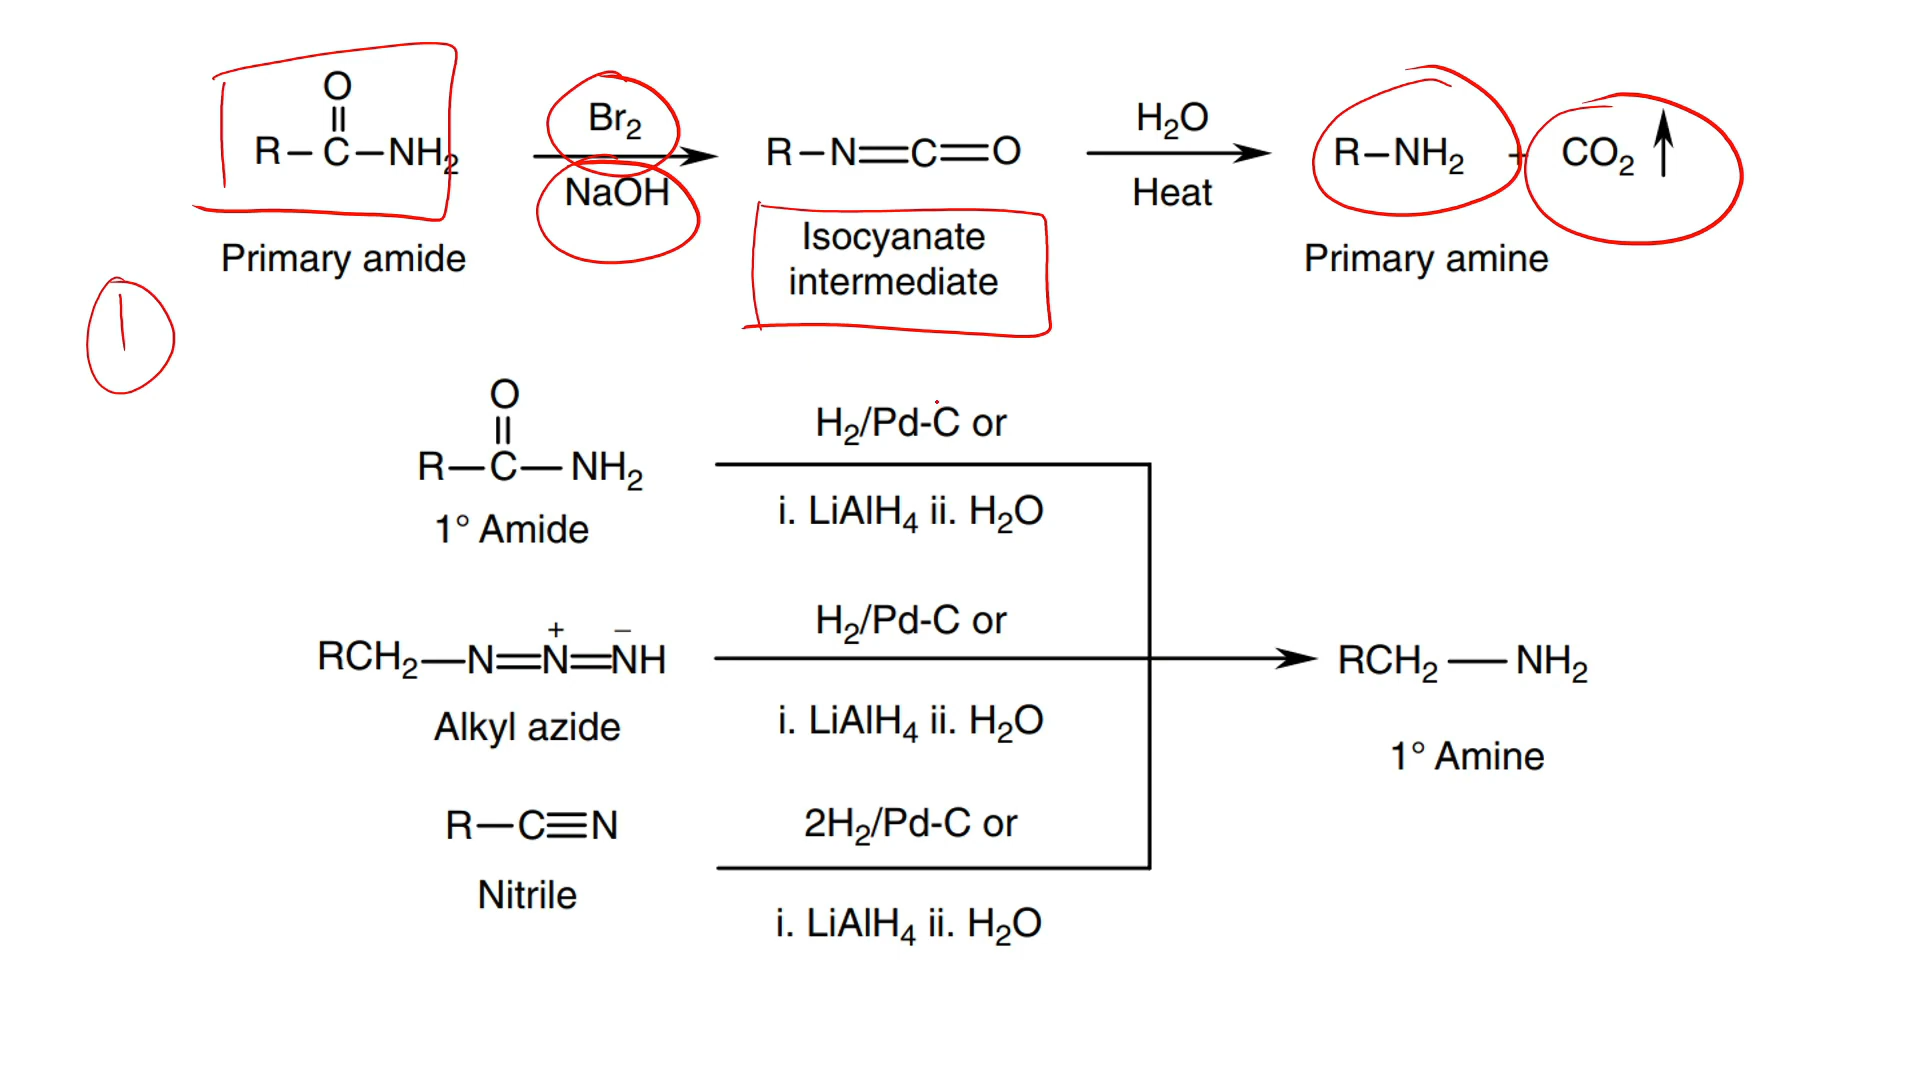 O
||
R–C–NH₂
Br₂
NaOH
R–N=C=O
H₂O
Heat
R–NH₂ + CO₂ ↑
Primary amide
Isocyanate
intermediate
Primary amine
1
O
||
R—C—NH₂
1° Amide
H₂/Pd-C or
i. LiAlH₄ ii. H₂O
+ –
RCH₂—N=N=NH
Alkyl azide
H₂/Pd-C or
i. LiAlH₄ ii. H₂O
RCH₂—NH₂
1° Amine
R—C≡N
Nitrile
2H₂/Pd-C or
i. LiAlH₄ ii. H₂O